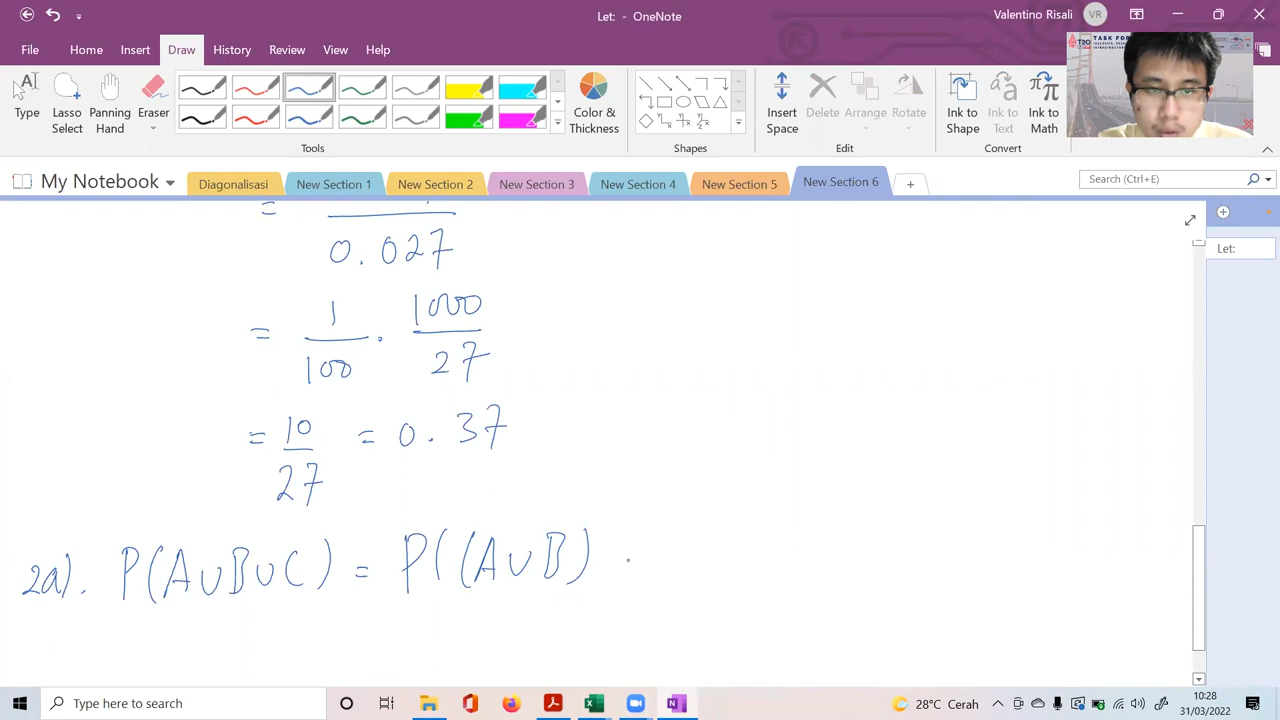 Let: - OneNote
Valentino Risali VR
File Home Insert Draw History Review View Help
Type
Lasso Select
Panning Hand
Eraser
Color & Thickness
Insert Space
Delete
Arrange
Rotate
Ink to Shape
Ink to Text
Ink to Math
Tools
Shapes
Edit
Convert
My Notebook
Diagonalisasi
New Section 1
New Section 2
New Section 3
New Section 4
New Section 5
New Section 6
Search (Ctrl+E)
Let:
=
0.027
= 1/100 . 1000/27
= 10/27 = 0.37
2a). P(A∪B∪C) = P((A∪B)
Type here to search
28°C Cerah
10:28
31/03/2022